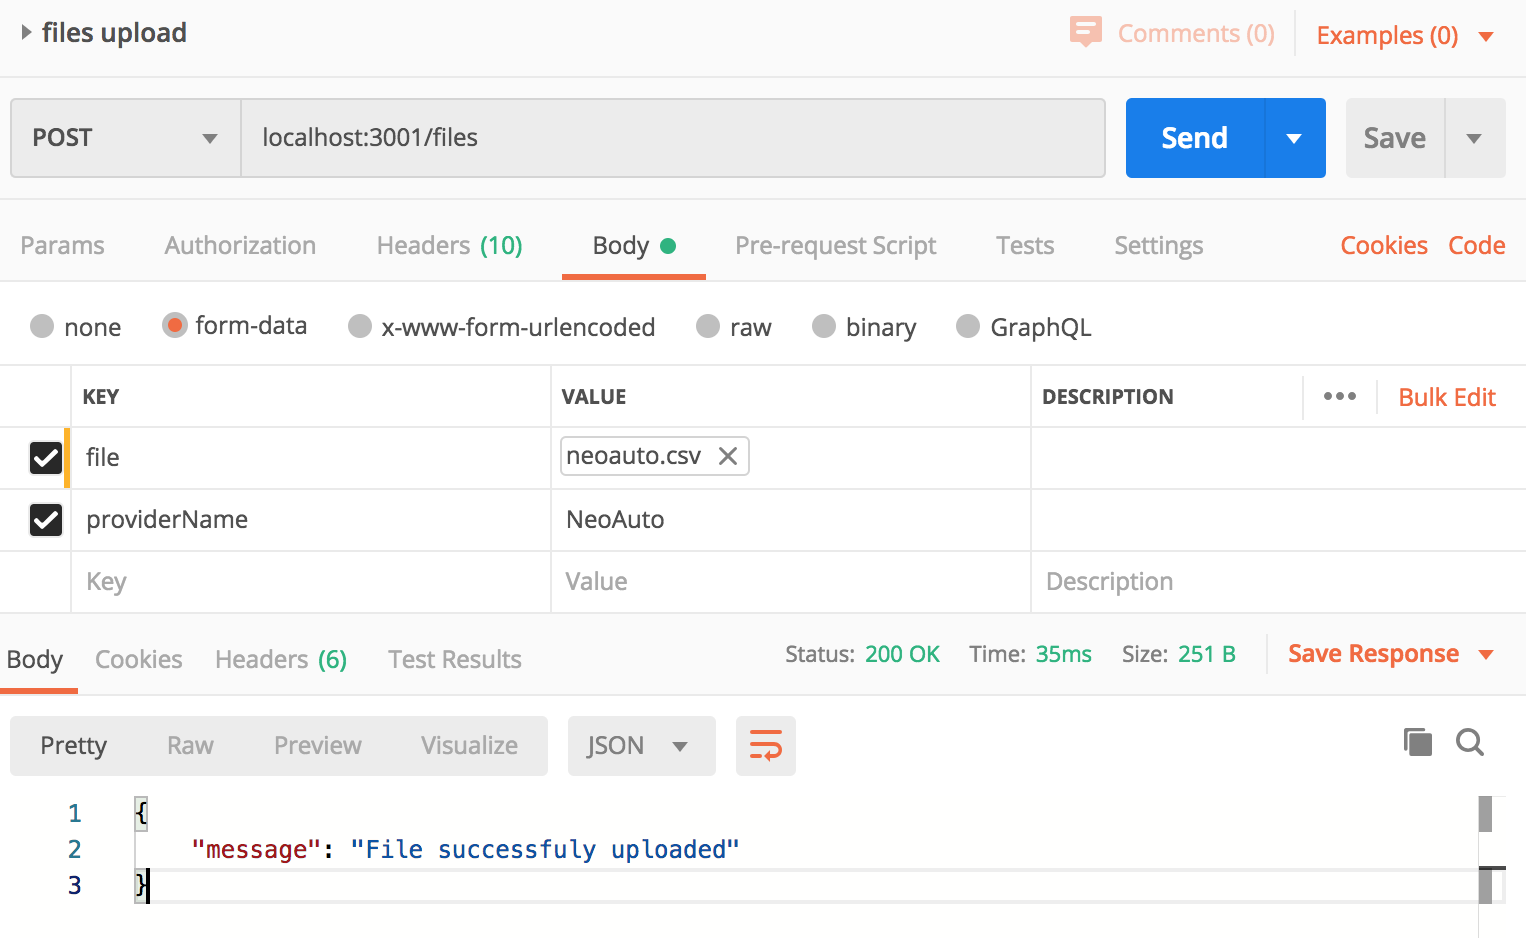 files upload Comments (0) Examples (0)
POST localhost:3001/files Send Save
Params Authorization Headers (10) Body Pre-request Script Tests Settings Cookies Code
none form-data x-www-form-urlencoded raw binary GraphQL
KEY VALUE DESCRIPTION ••• Bulk Edit
file neoauto.csv
providerName NeoAuto
Key Value Description
Body Cookies Headers (6) Test Results Status: 200 OK Time: 35ms Size: 251 B Save Response
Pretty Raw Preview Visualize JSON
1 {
2 "message": "File successfuly uploaded"
3 }